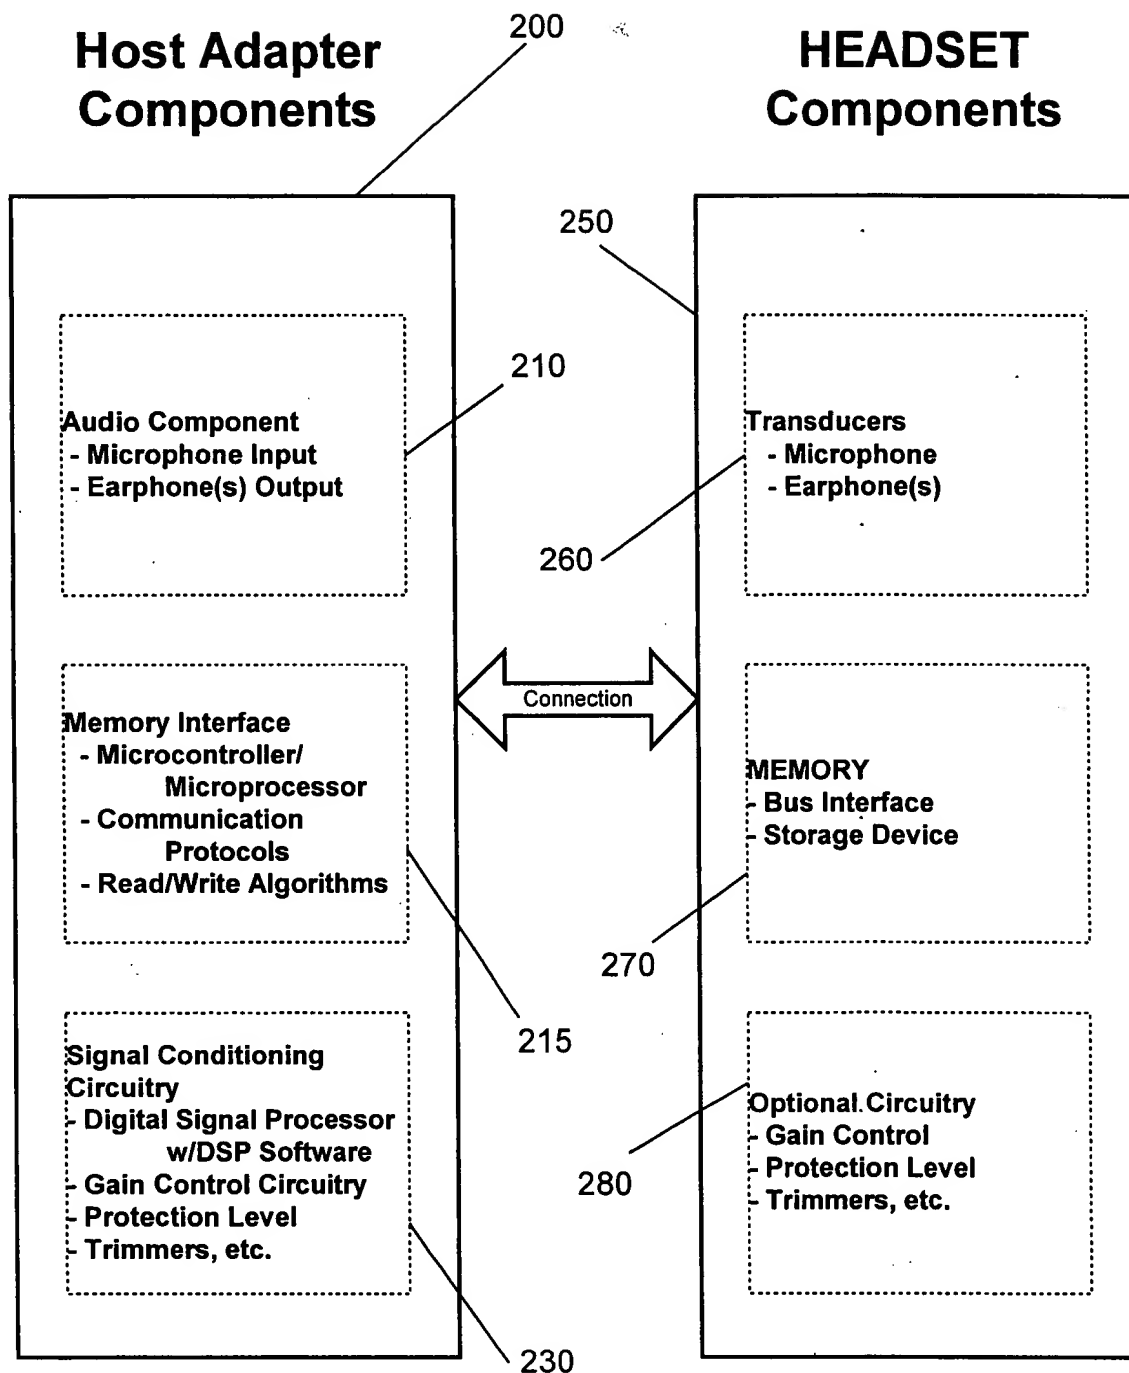 Host Adapter
Components
200
HEADSET
Components
250
Audio Component
- Microphone Input
- Earphone(s) Output
210
Transducers
- Microphone
- Earphone(s)
260
Connection
Memory Interface
- Microcontroller/
Microprocessor
- Communication
Protocols
- Read/Write Algorithms
215
MEMORY
- Bus Interface
- Storage Device
270
Signal Conditioning
Circuitry
- Digital Signal Processor
w/DSP Software
- Gain Control Circuitry
- Protection Level
- Trimmers, etc.
230
Optional Circuitry
- Gain Control
- Protection Level
- Trimmers, etc.
280